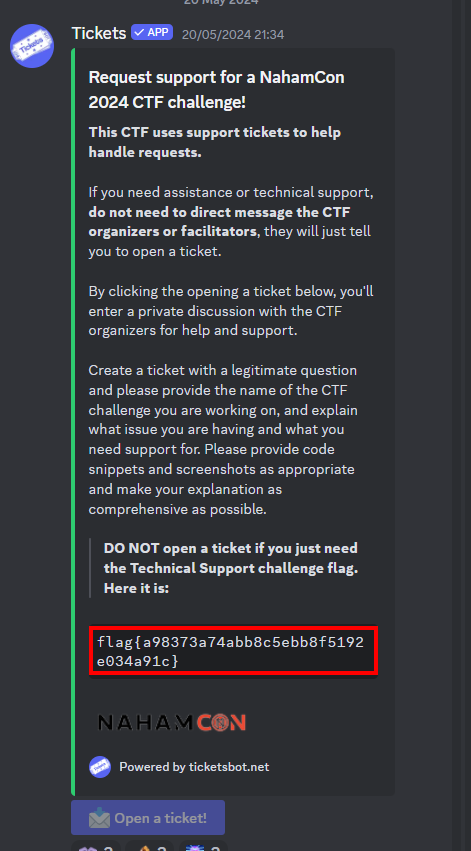 20 May 2024
Tickets ✓ APP 20/05/2024 21:34
Request support for a NahamCon
2024 CTF challenge!
This CTF uses support tickets to help
handle requests.
If you need assistance or technical support,
do not need to direct message the CTF
organizers or facilitators, they will just tell
you to open a ticket.
By clicking the opening a ticket below, you'll
enter a private discussion with the CTF
organizers for help and support.
Create a ticket with a legitimate question
and please provide the name of the CTF
challenge you are working on, and explain
what issue you are having and what you
need support for. Please provide code
snippets and screenshots as appropriate
and make your explanation as
comprehensive as possible.
DO NOT open a ticket if you just need
the Technical Support challenge flag.
Here it is:
flag{a98373a74abb8c5ebb8f5192
e034a91c}
NAHAMCON
Powered by ticketsbot.net
Open a ticket!